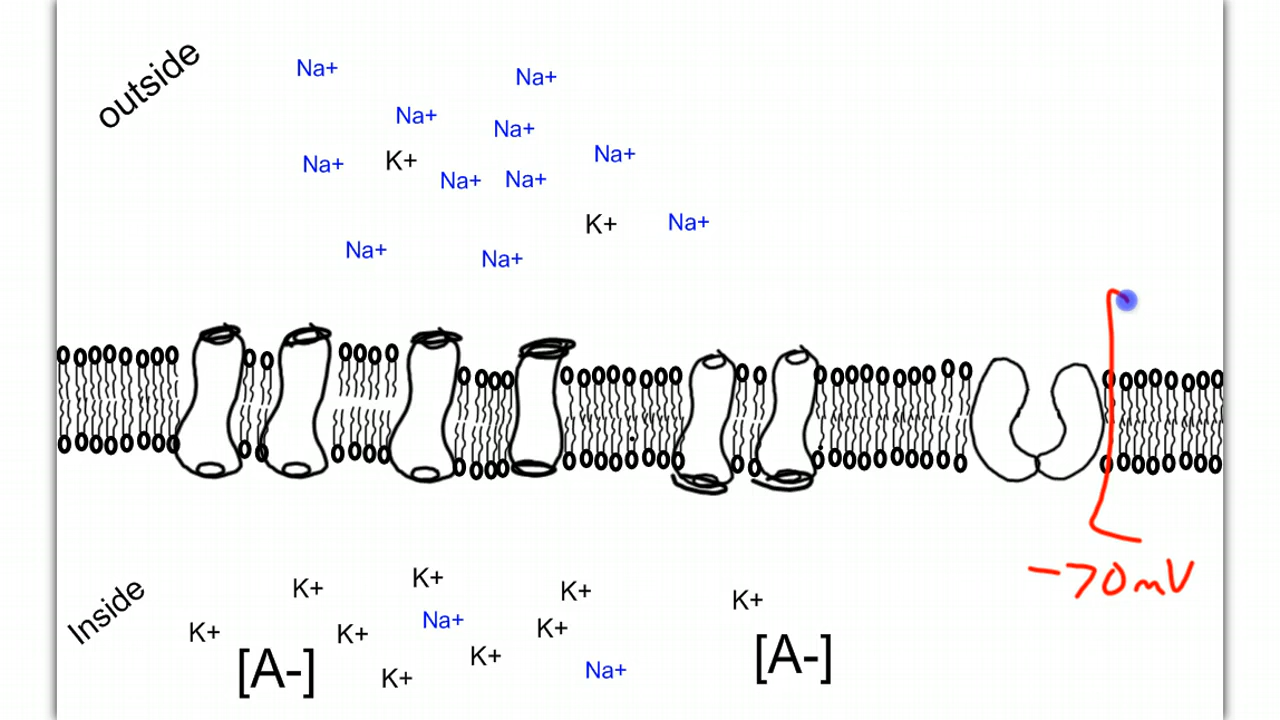 outside
Na+
Na+
Na+
Na+
Na+
Na+
K+
Na+
Na+
K+
Na+
Na+
Na+
Inside
K+
K+
K+
K+
K+
Na+
K+
K+
K+
K+
Na+
[A-]
[A-]
-70mV